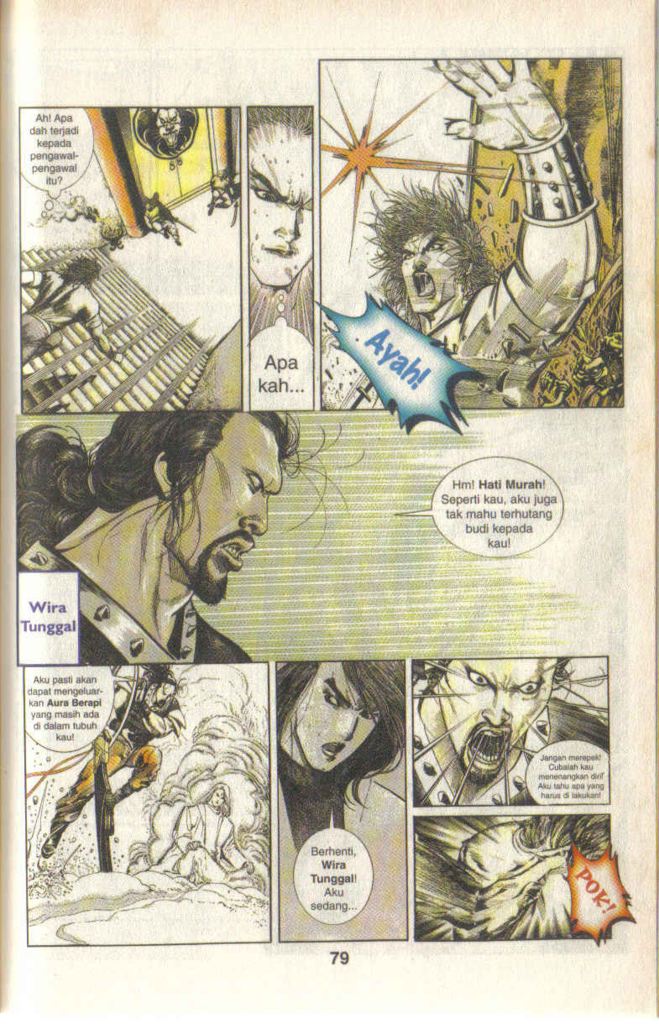 Ah! Apa
dah terjadi
kepada
pengawal-
pengawal
itu?
Apa
kah...
Ayah!
Hm! Hati Murah!
Seperti kau, aku juga
tak mahu terhutang
budi kepada
kau!
Wira
Tunggal
Aku pasti akan
dapat mengeluar-
kan Aura Berapi
yang masih ada
di dalam tubuh
kau!
Berhenti,
Wira
Tunggal!
Aku
sedang...
Jangan merepek!
Cubalah kau
menenangkan diri!
Aku tahu apa yang
harus di lakukan!
POK!
79